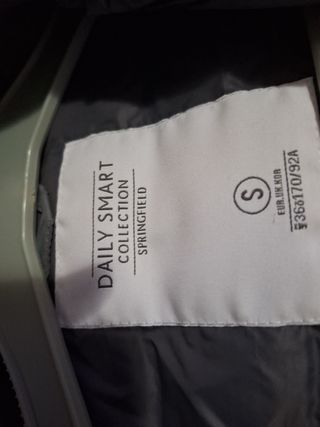 DAILY SMART
COLLECTION
SPRINGFIELD
S
EUR.UK.KOR
170/92A